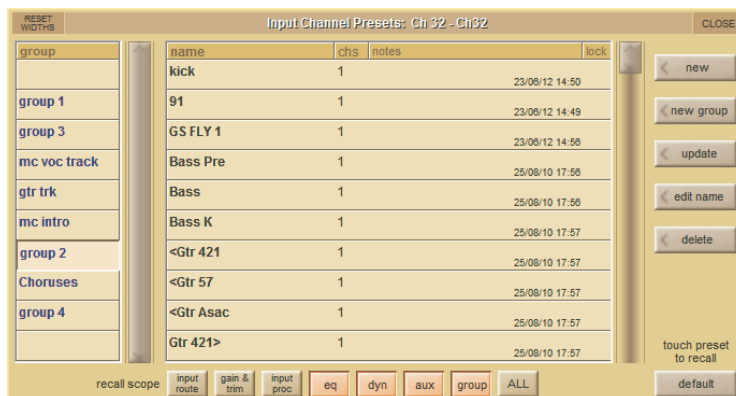 RESET WIDTHS
Input Channel Presets: Ch 32 - Ch32
CLOSE
group
group 1
group 3
mc voc track
gtr trk
mc intro
group 2
Choruses
group 4
name chs notes lock
kick 1 23/06/12 14:50
91 1 23/06/12 14:49
GS FLY 1 1 23/06/12 14:56
Bass Pre 1 25/08/10 17:56
Bass 1 25/08/10 17:56
Bass K 1 25/08/10 17:57
<Gtr 421 1 25/08/10 17:57
<Gtr 57 1 25/08/10 17:57
<Gtr Asac 1 25/08/10 17:57
Gtr 421> 1 25/08/10 17:57
new
new group
update
edit name
delete
touch preset
to recall
default
recall scope
input route
gain & trim
input proc
eq
dyn
aux
group
ALL